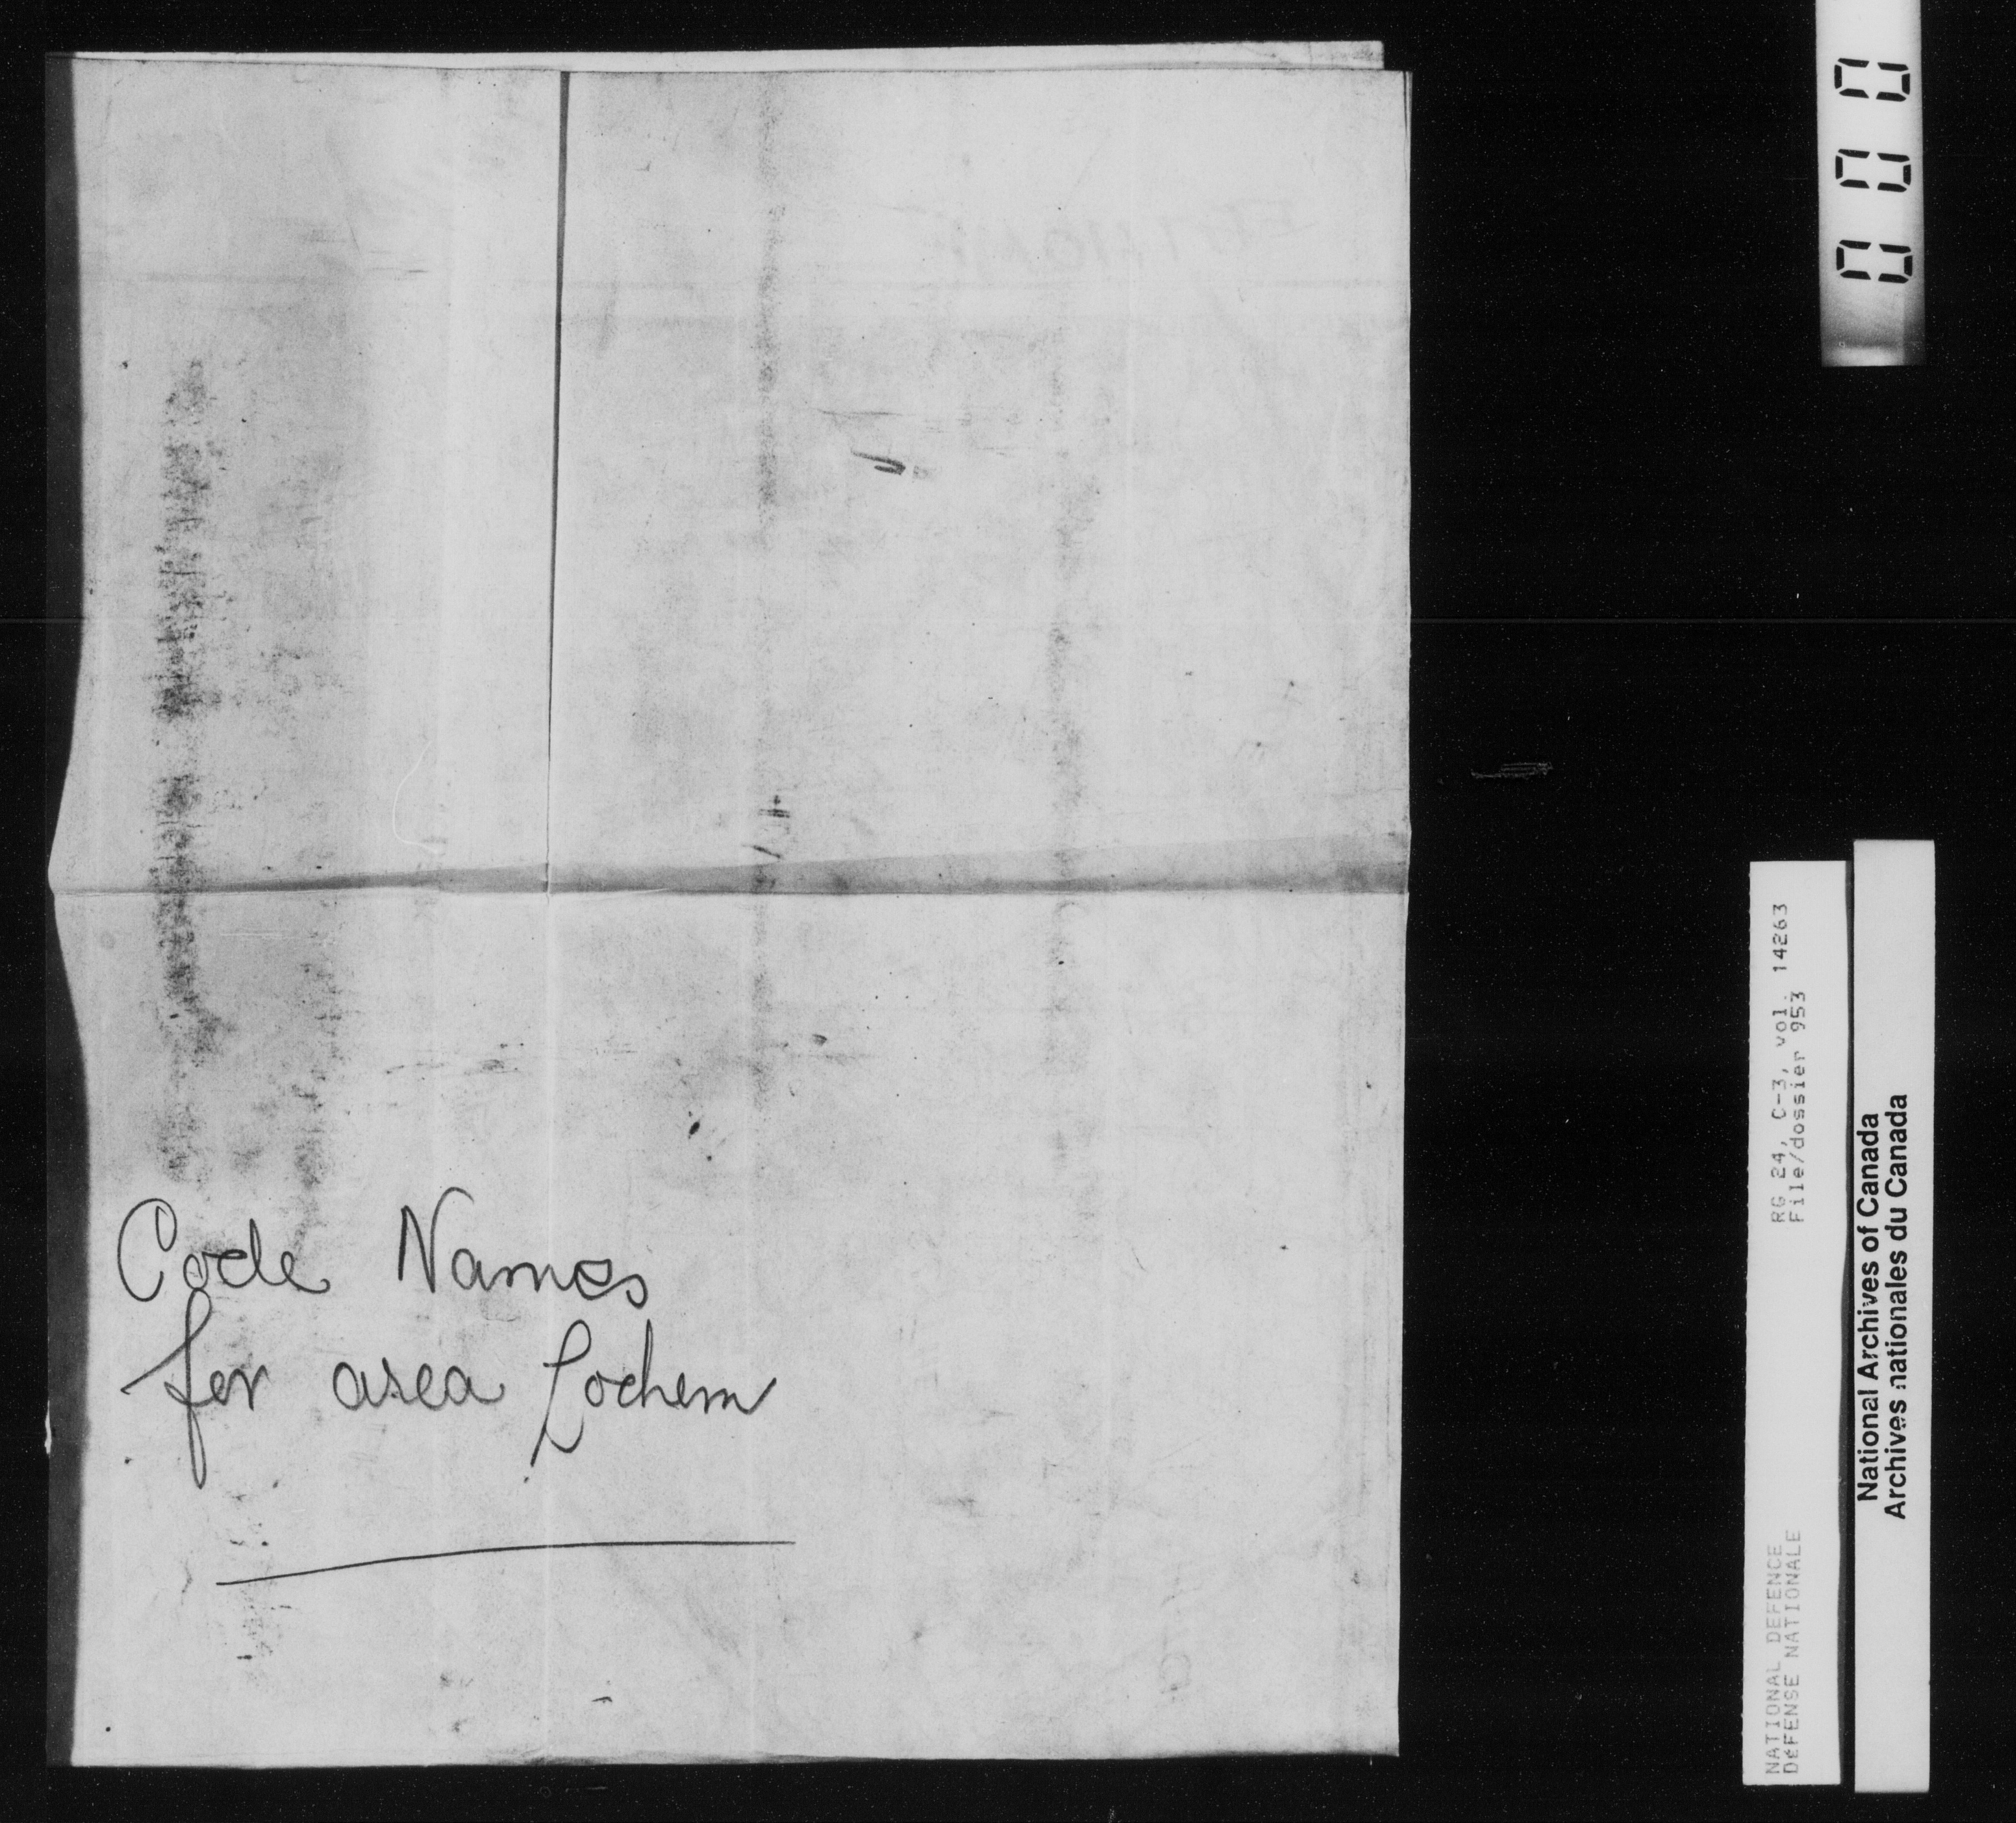 Code Names
for area Lochem
000
RG 24, C-3, vol. 14263
File/dossier 953
NATIONAL DEFENCE
DéFENSE NATIONALE
National Archives of Canada
Archives nationales du Canada